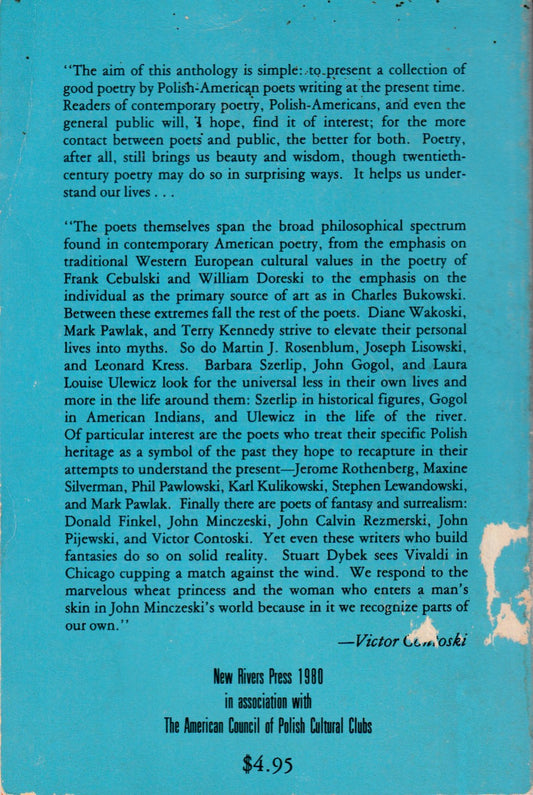 "The aim of this anthology is simple: to present a collection of
good poetry by Polish-American poets writing at the present time.
Readers of contemporary poetry, Polish-Americans, and even the
general public will, I hope, find it of interest; for the more
contact between poets and public, the better for both. Poetry,
after all, still brings us beauty and wisdom, though twentieth-
century poetry may do so in surprising ways. It helps us under-
stand our lives . . .
"The poets themselves span the broad philosophical spectrum
found in contemporary American poetry, from the emphasis on
traditional Western European cultural values in the poetry of
Frank Cebulski and William Doreski to the emphasis on the
individual as the primary source of art as in Charles Bukowski.
Between these extremes fall the rest of the poets. Diane Wakoski,
Mark Pawlak, and Terry Kennedy strive to elevate their personal
lives into myths. So do Martin J. Rosenblum, Joseph Lisowski,
and Leonard Kress. Barbara Szerlip, John Gogol, and Laura
Louise Ulewicz look for the universal less in their own lives and
more in the life around them: Szerlip in historical figures, Gogol
in American Indians, and Ulewicz in the life of the river.
Of particular interest are the poets who treat their specific Polish
heritage as a symbol of the past they hope to recapture in their
attempts to understand the present—Jerome Rothenberg, Maxine
Silverman, Phil Pawlowski, Karl Kulikowski, Stephen Lewandowski,
and Mark Pawlak. Finally there are poets of fantasy and surrealism:
Donald Finkel, John Minczeski, John Calvin Rezmerski, John
Pijewski, and Victor Contoski. Yet even these writers who build
fantasies do so on solid reality. Stuart Dybek sees Vivaldi in
Chicago cupping a match against the wind. We respond to the
marvelous wheat princess and the woman who enters a man's
skin in John Minczeski's world because in it we recognize parts of
our own."
—Victor Contoski
New Rivers Press 1980
in association with
The American Council of Polish Cultural Clubs
$4.95